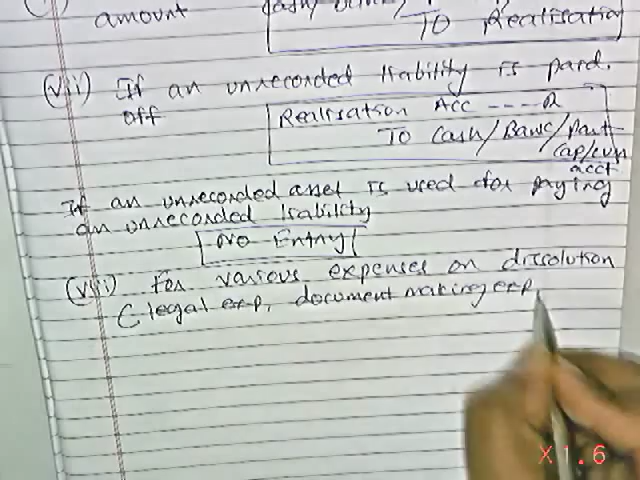 amount
TO Realisation
(vii) If an unrecorded liability is paid.
off
Realisation Acc ---- D
TO Cash/Bank/Part
cap/curr
acct
If an unrecorded asset is used for paying
an unrecorded liability
NO Entry
(viii) For various expenses on dissolution
(legal exp, document making exp
X1.6